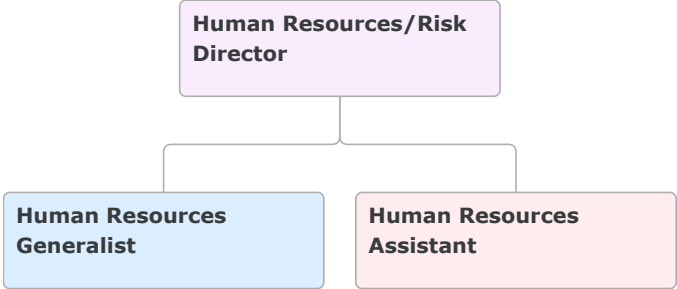 Human Resources/Risk
Director
Human Resources
Generalist
Human Resources
Assistant